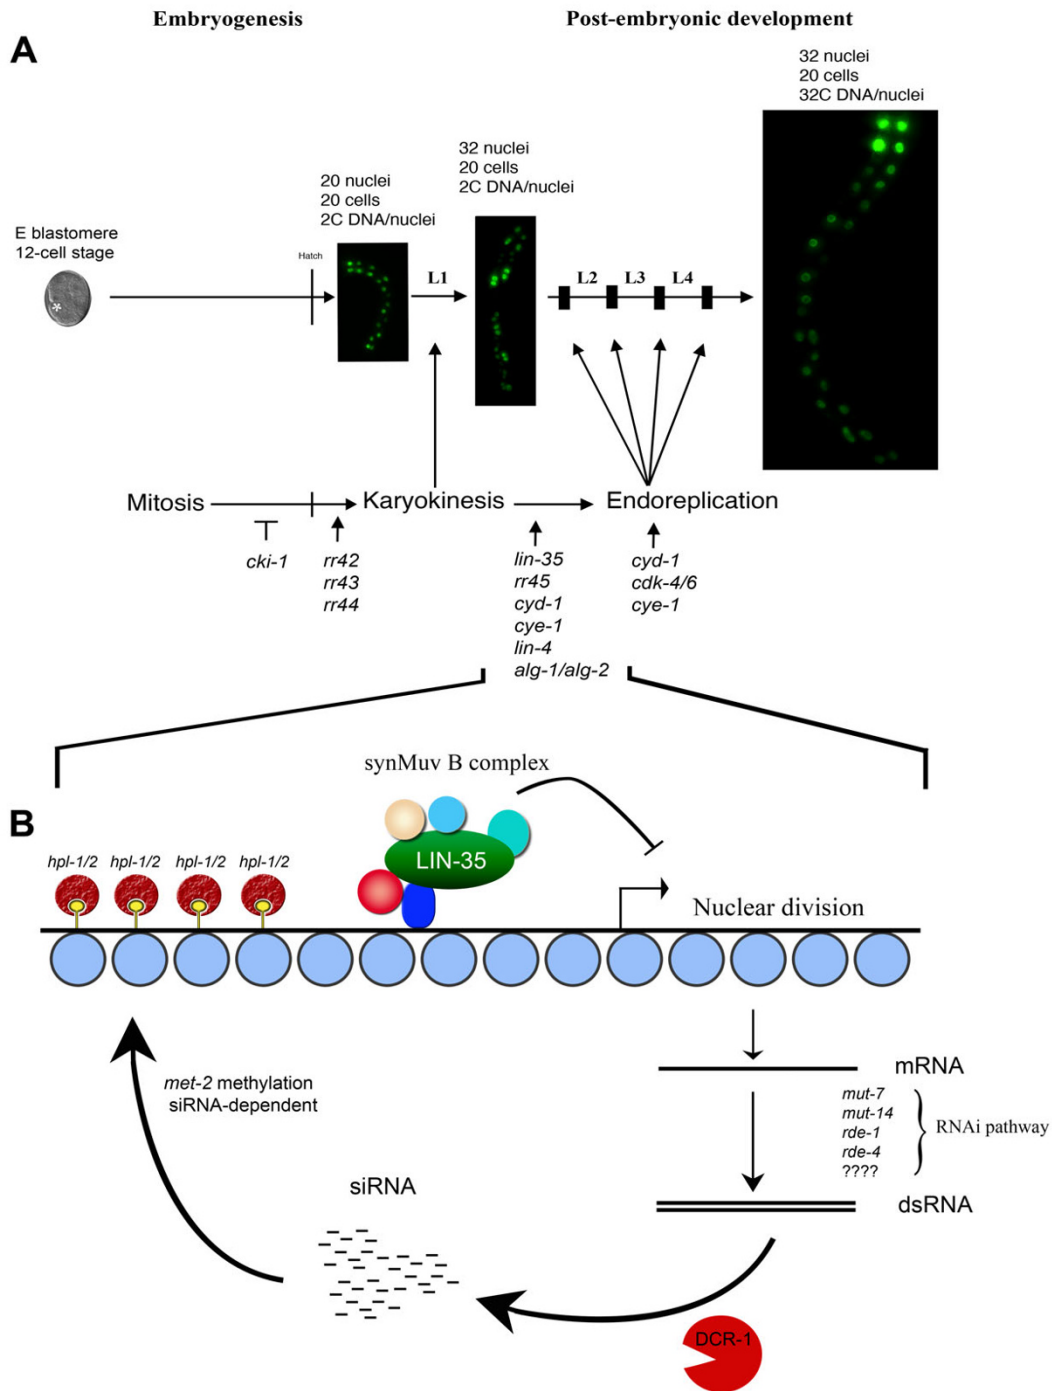 Embryogenesis
Post-embryonic development
A
32 nuclei
20 cells
32C DNA/nuclei
32 nuclei
20 cells
2C DNA/nuclei
20 nuclei
20 cells
2C DNA/nuclei
E blastomere
12-cell stage
*
Hatch
L1
L2
L3
L4
Mitosis
Karyokinesis
Endoreplication
cki-1
rr42
rr43
rr44
lin-35
rr45
cyd-1
cye-1
lin-4
alg-1/alg-2
cyd-1
cdk-4/6
cye-1
synMuv B complex
B
hpl-1/2
hpl-1/2
hpl-1/2
hpl-1/2
LIN-35
Nuclear division
mRNA
mut-7
mut-14
rde-1
rde-4
????
RNAi pathway
dsRNA
met-2 methylation
siRNA-dependent
siRNA
DCR-1